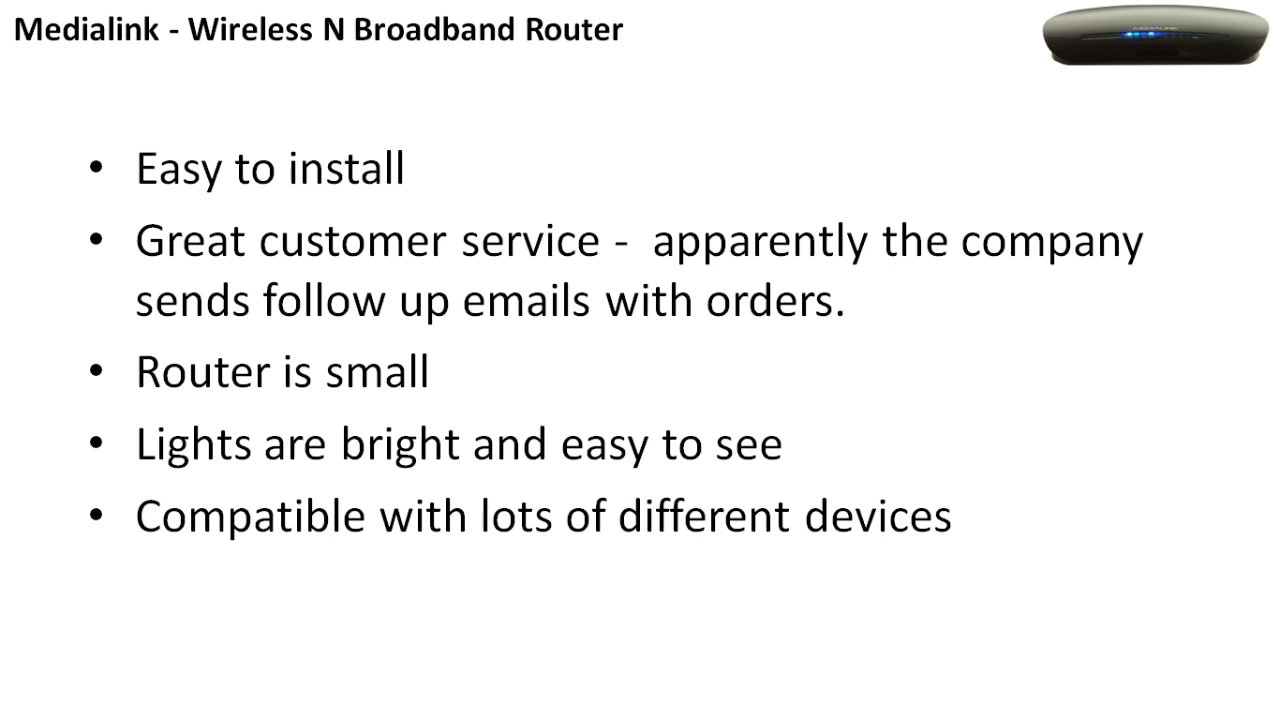 Medialink - Wireless N Broadband Router
• Easy to install
• Great customer service -  apparently the company
sends follow up emails with orders.
• Router is small
• Lights are bright and easy to see
• Compatible with lots of different devices